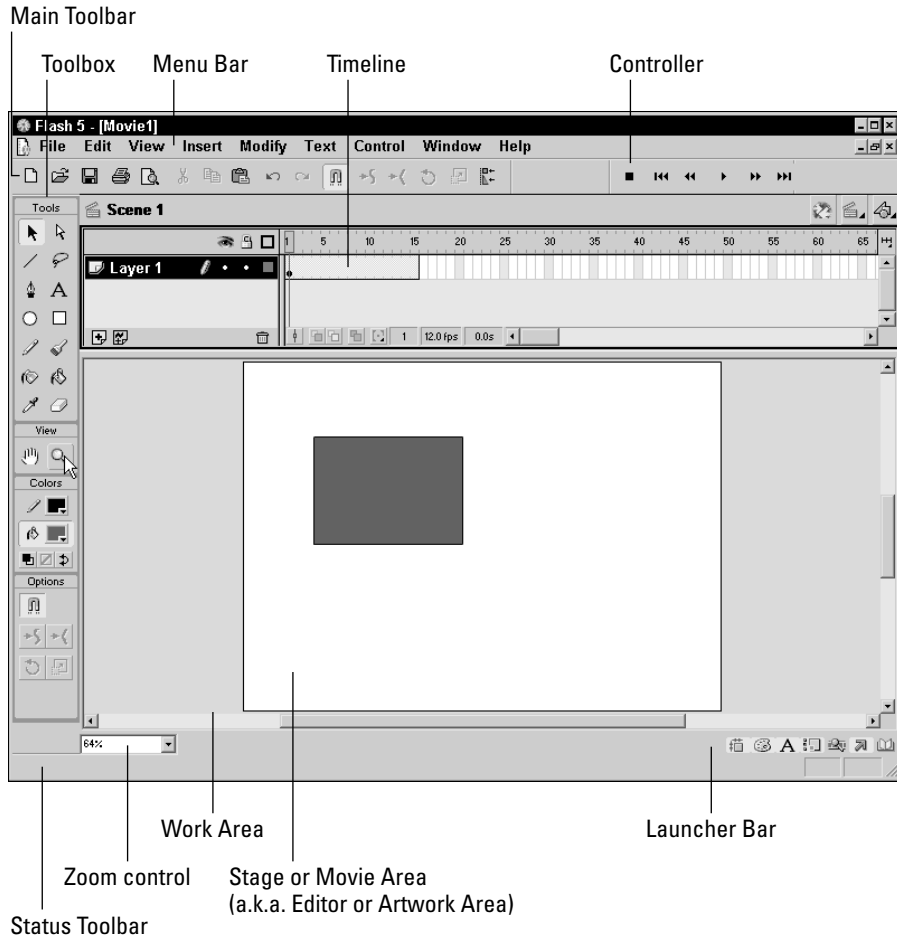 Main Toolbar
Toolbox Menu Bar Timeline Controller
Flash 5 - [Movie1]
File Edit View Insert Modify Text Control Window Help
Tools
Scene 1
1 5 10 15 20 25 30 35 40 45 50 55 60 65
Layer 1
A
1 12.0 fps 0.0s
View
Colors
Options
64%
A
Work Area Launcher Bar
Zoom control Stage or Movie Area
(a.k.a. Editor or Artwork Area)
Status Toolbar